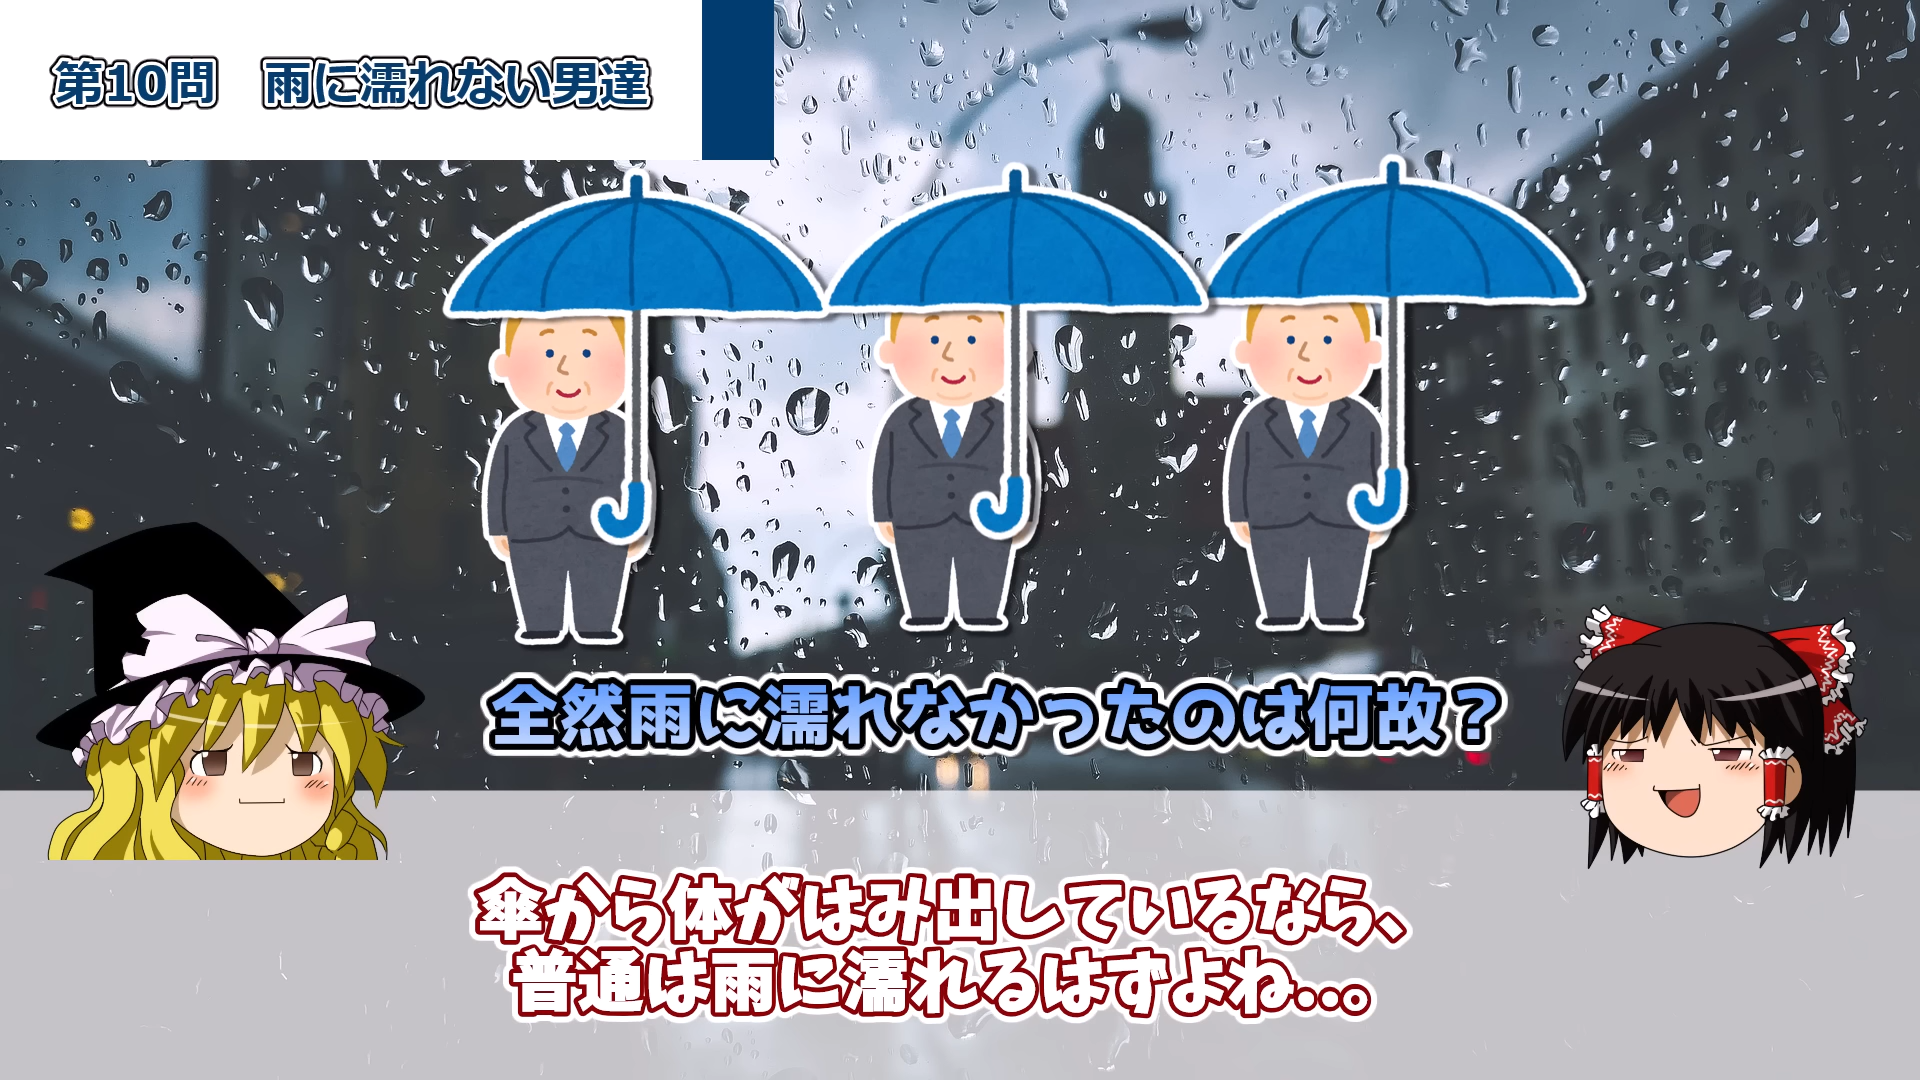 第10問　雨に濡れない男達
全然雨に濡れなかったのは何故？
傘から体がはみ出しているなら、
普通は雨に濡れるはずよね…。